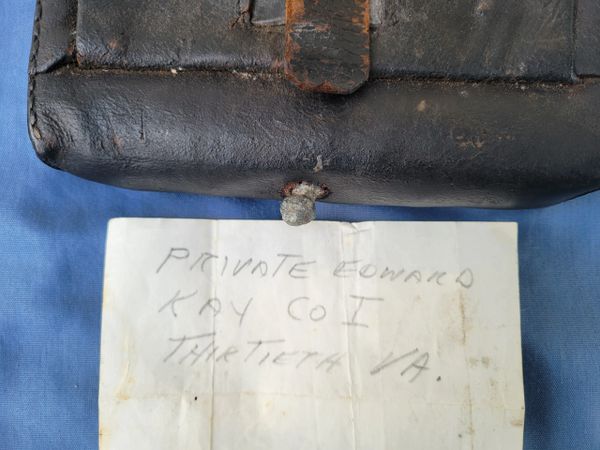 PRIVATE EDWARD
KAY CO I
THIRTIETH VA.